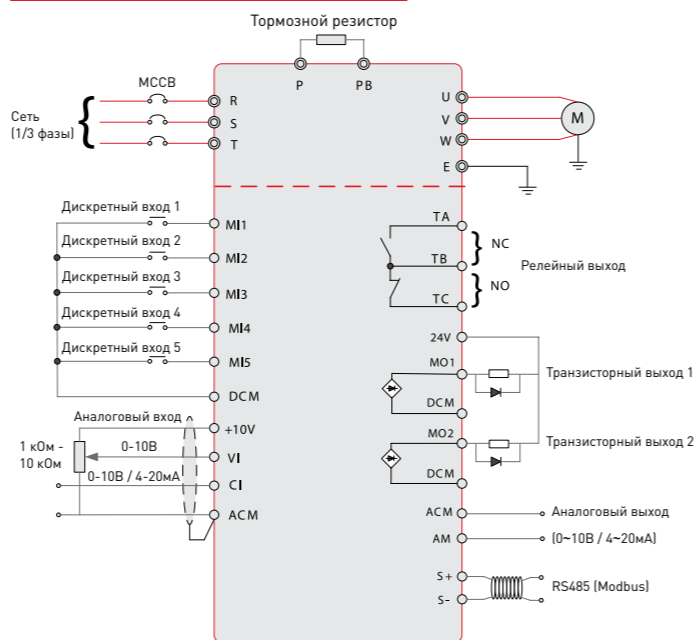 Тормозной резистор
P
PB
MCCB
Сеть
(1/3 фазы)
R
S
T
U
V
W
E
M
Дискретный вход 1
MI1
Дискретный вход 2
MI2
Дискретный вход 3
MI3
Дискретный вход 4
MI4
Дискретный вход 5
MI5
DCM
Аналоговый вход
+10V
1 кОм -
10 кОм
0-10В
VI
0-10В / 4-20мА
CI
ACM
TA
NC
TB
Релейный выход
NO
TC
24V
MO1
Транзисторный выход 1
DCM
MO2
Транзисторный выход 2
DCM
ACM
Аналоговый выход
AM
(0~10В / 4~20мА)
S+
RS485 (Modbus)
S-